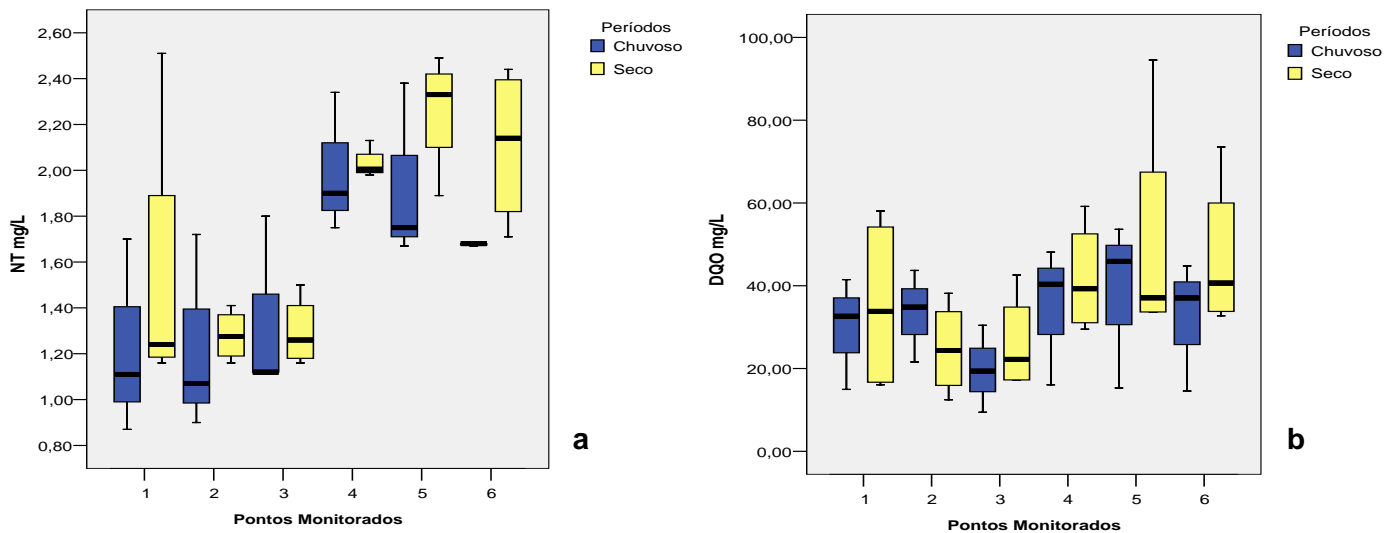 2,60
2,40
2,20
2,00
1,80
1,60
1,40
1,20
1,00
0,80
NT mg/L
1 2 3 4 5 6
Pontos Monitorados
Períodos
Chuvoso
Seco
a
100,00
80,00
60,00
40,00
20,00
0,00
DQO mg/L
1 2 3 4 5 6
Pontos Monitorados
Períodos
Chuvoso
Seco
b